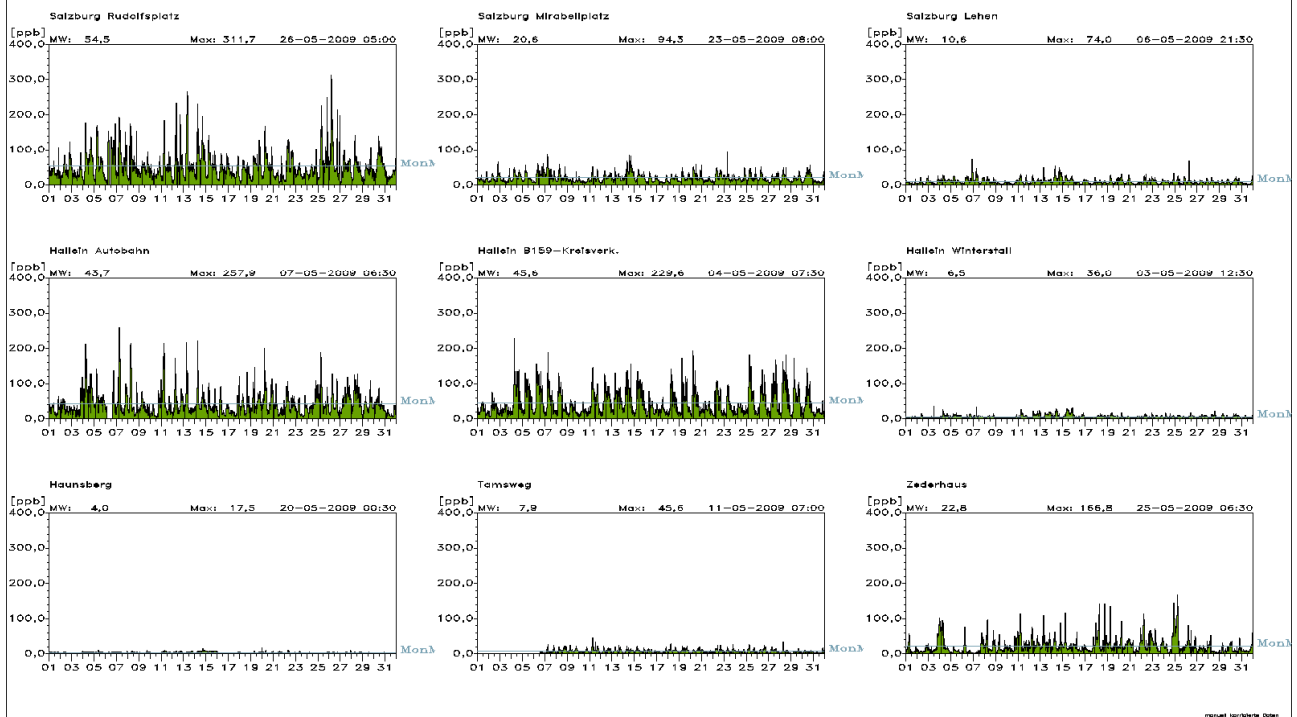 Salzburg Rudolfsplatz
[ppb] MW: 54,5 Max: 311,7 26-05-2009 05:00
400,0
300,0
200,0
100,0
0,0
01 03 05 07 09 11 13 15 17 19 21 23 25 27 29 31
MonM
Salzburg Mirabellplatz
[ppb] MW: 20,6 Max: 94,3 23-05-2009 08:00
400,0
300,0
200,0
100,0
0,0
01 03 05 07 09 11 13 15 17 19 21 23 25 27 29 31
MonM
Salzburg Lehen
[ppb] MW: 10,6 Max: 74,0 06-05-2009 21:30
400,0
300,0
200,0
100,0
0,0
01 03 05 07 09 11 13 15 17 19 21 23 25 27 29 31
MonM
Hallein Autobahn
[ppb] MW: 43,7 Max: 257,9 07-05-2009 06:30
400,0
300,0
200,0
100,0
0,0
01 03 05 07 09 11 13 15 17 19 21 23 25 27 29 31
MonM
Hallein B159-Kreisverk.
[ppb] MW: 45,6 Max: 229,6 04-05-2009 07:30
400,0
300,0
200,0
100,0
0,0
01 03 05 07 09 11 13 15 17 19 21 23 25 27 29 31
MonM
Hallein Winterstall
[ppb] MW: 6,5 Max: 36,0 03-05-2009 12:30
400,0
300,0
200,0
100,0
0,0
01 03 05 07 09 11 13 15 17 19 21 23 25 27 29 31
MonM
Haunsberg
[ppb] MW: 4,0 Max: 17,5 20-05-2009 00:30
400,0
300,0
200,0
100,0
0,0
01 03 05 07 09 11 13 15 17 19 21 23 25 27 29 31
MonM
Tamsweg
[ppb] MW: 7,9 Max: 45,6 11-05-2009 07:00
400,0
300,0
200,0
100,0
0,0
01 03 05 07 09 11 13 15 17 19 21 23 25 27 29 31
MonM
Zederhaus
[ppb] MW: 22,8 Max: 166,8 25-05-2009 06:30
400,0
300,0
200,0
100,0
0,0
01 03 05 07 09 11 13 15 17 19 21 23 25 27 29 31
MonM
manuell korrigierte Daten